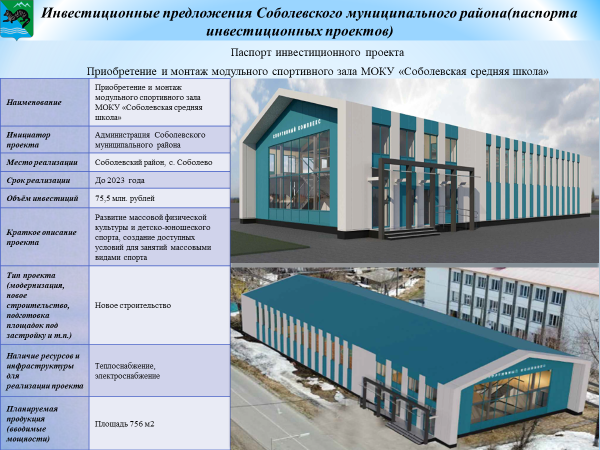 Инвестиционные предложения Соболевского муниципального района(паспорта
инвестиционных проектов)
Паспорт инвестиционного проекта
Приобретение и монтаж модульного спортивного зала МОКУ «Соболевская средняя школа»
Наименование
Приобретение и монтаж
модульного спортивного зала
МОКУ «Соболевская средняя
школа»
Инициатор
проекта
Администрация Соболевского
муниципального района
Место реализации
Соболевский район, с. Соболево
Срок реализации
До 2023 года
Объём инвестиций
75,5 млн. рублей
Краткое описание
проекта
Развитие массовой физической
культуры и детско-юношеского
спорта, создание доступных
условий для занятий массовыми
видами спорта
Тип проекта
(модернизация,
новое
строительство,
подготовка
площадок под
застройку и т.п.)
Новое строительство
Наличие ресурсов и
инфраструктуры
для
реализации проекта
Теплоснабжение,
электроснабжение
Планируемая
продукция
(вводимые
мощности)
Площадь 756 м2
СПОРТИВНЫЙ КОМПЛЕКС
СПОРТИВНЫЙ КОМПЛЕКС